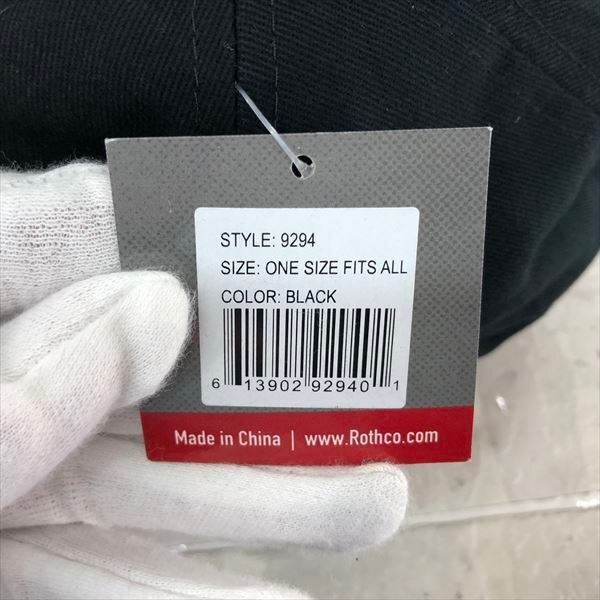 STYLE: 9294
SIZE: ONE SIZE FITS ALL
COLOR: BLACK
6 13902 92940 1
Made in China | www.Rothco.com